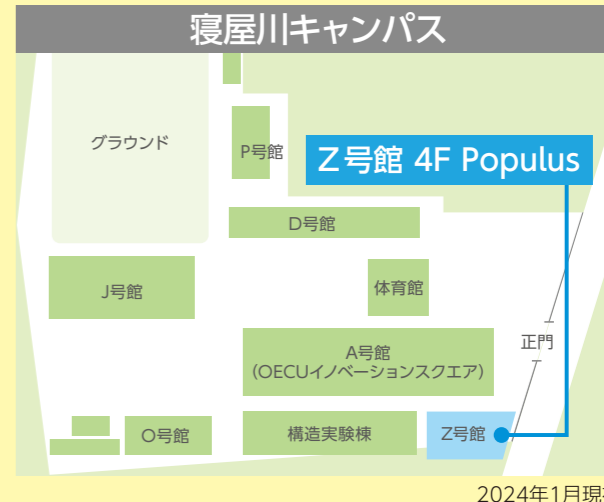 寝屋川キャンパス
グラウンド
P号館
Z号館 4F Populus
D号館
J号館
体育館
正門
A号館
(OECUイノベーションスクエア)
O号館
構造実験棟
Z号館
2024年1月現